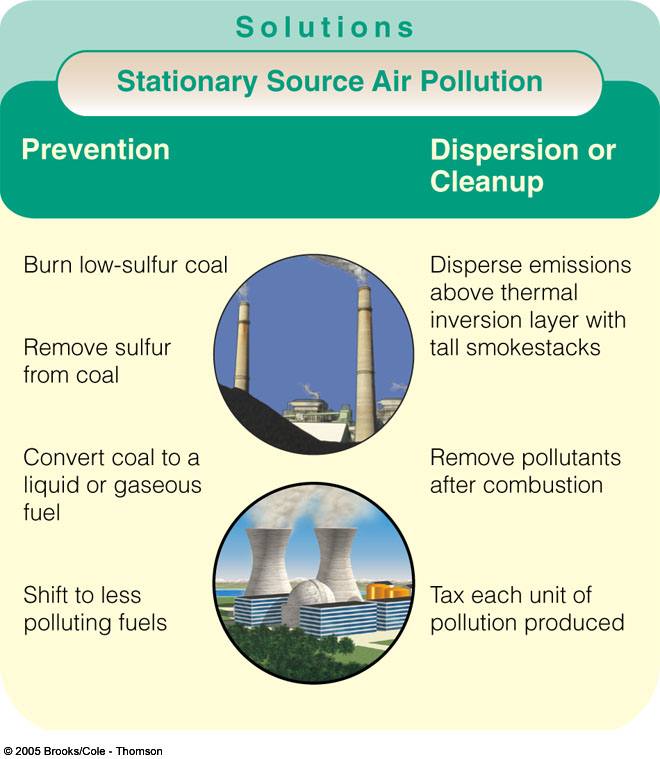 Solutions
Stationary Source Air Pollution
Prevention
Dispersion or
Cleanup
Burn low-sulfur coal
Remove sulfur
from coal
Convert coal to a
liquid or gaseous
fuel
Shift to less
polluting fuels
Disperse emissions
above thermal
inversion layer with
tall smokestacks
Remove pollutants
after combustion
Tax each unit of
pollution produced
© 2005 Brooks/Cole - Thomson